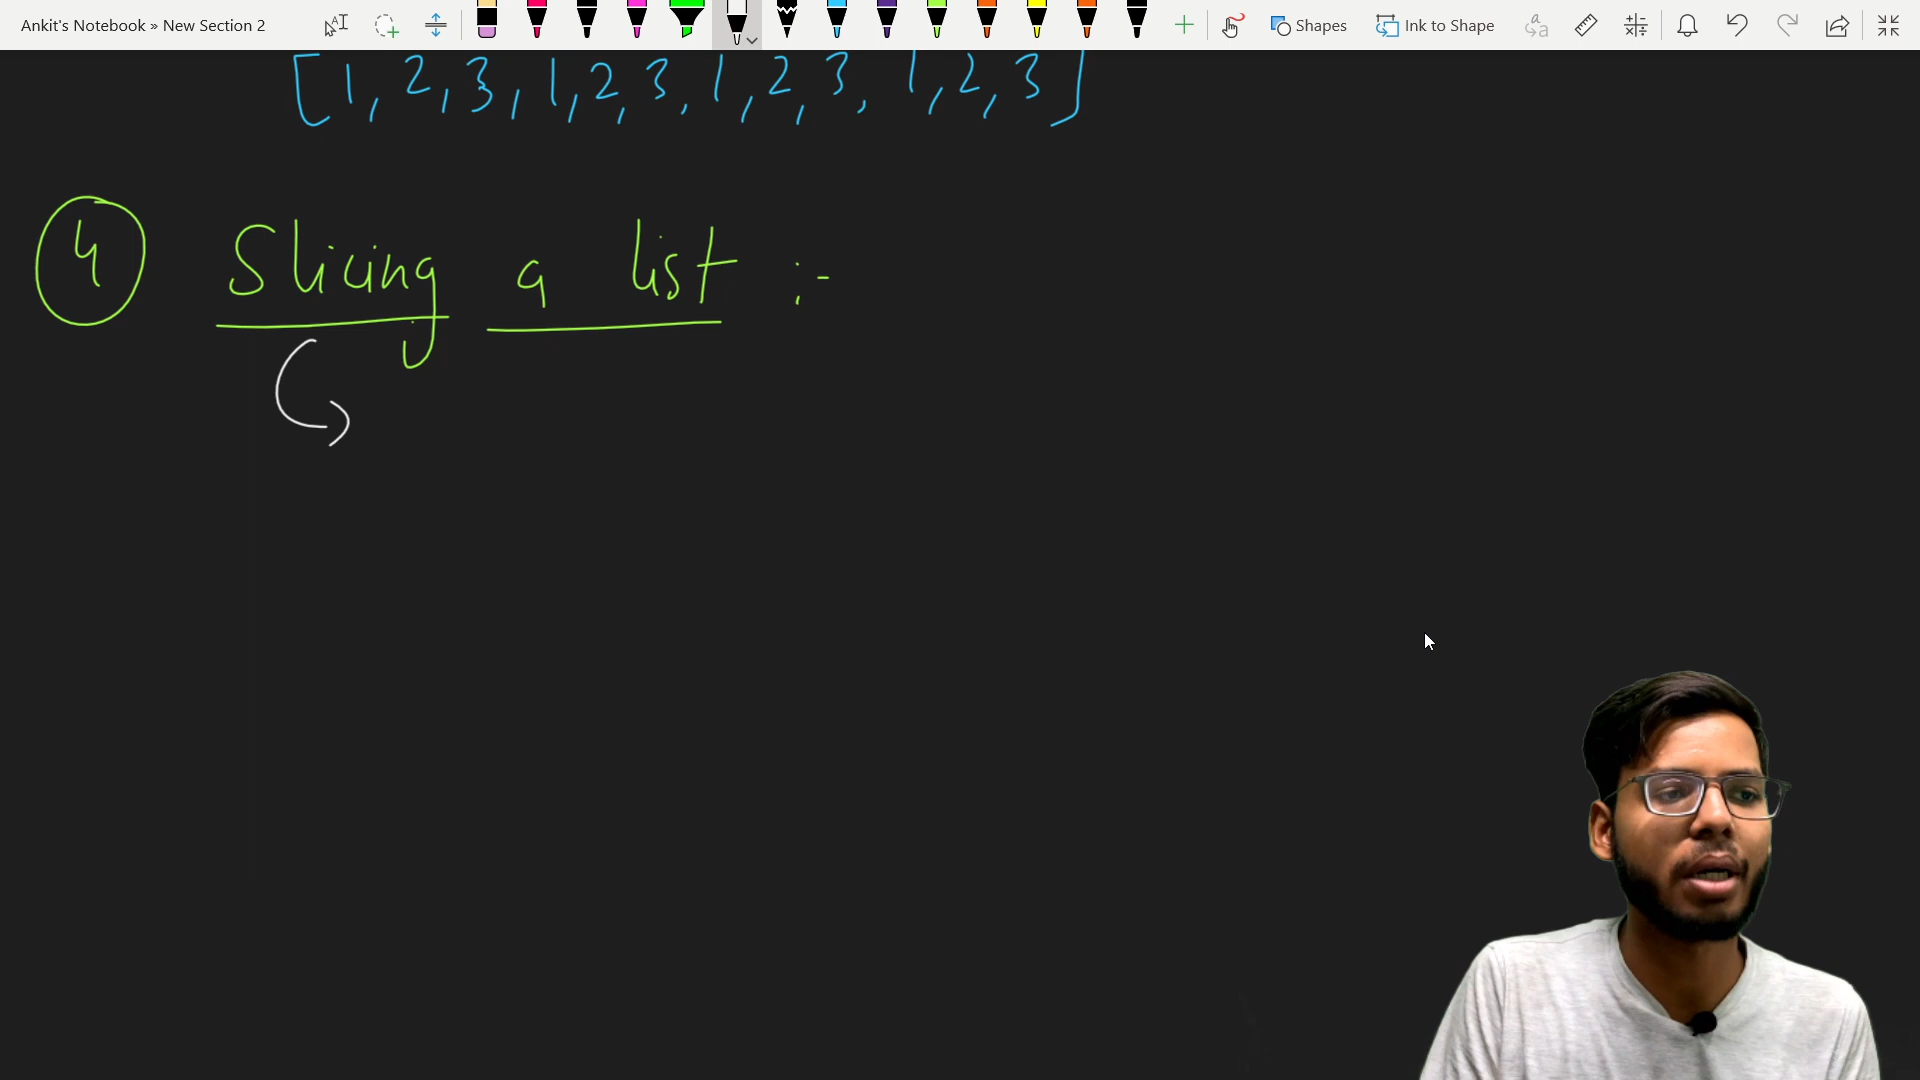 Ankit's Notebook » New Section 2
Shapes
Ink to Shape
[1, 2, 3, 1, 2, 3, 1, 2, 3, 1, 2, 3]
4 Slicing a list :-